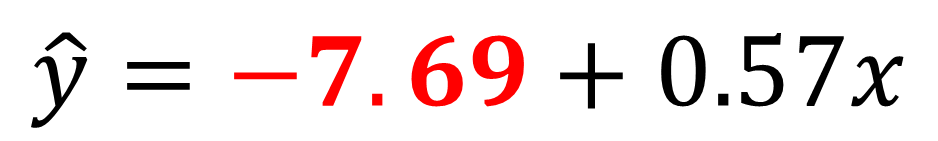 ŷ = −7.69 + 0.57x